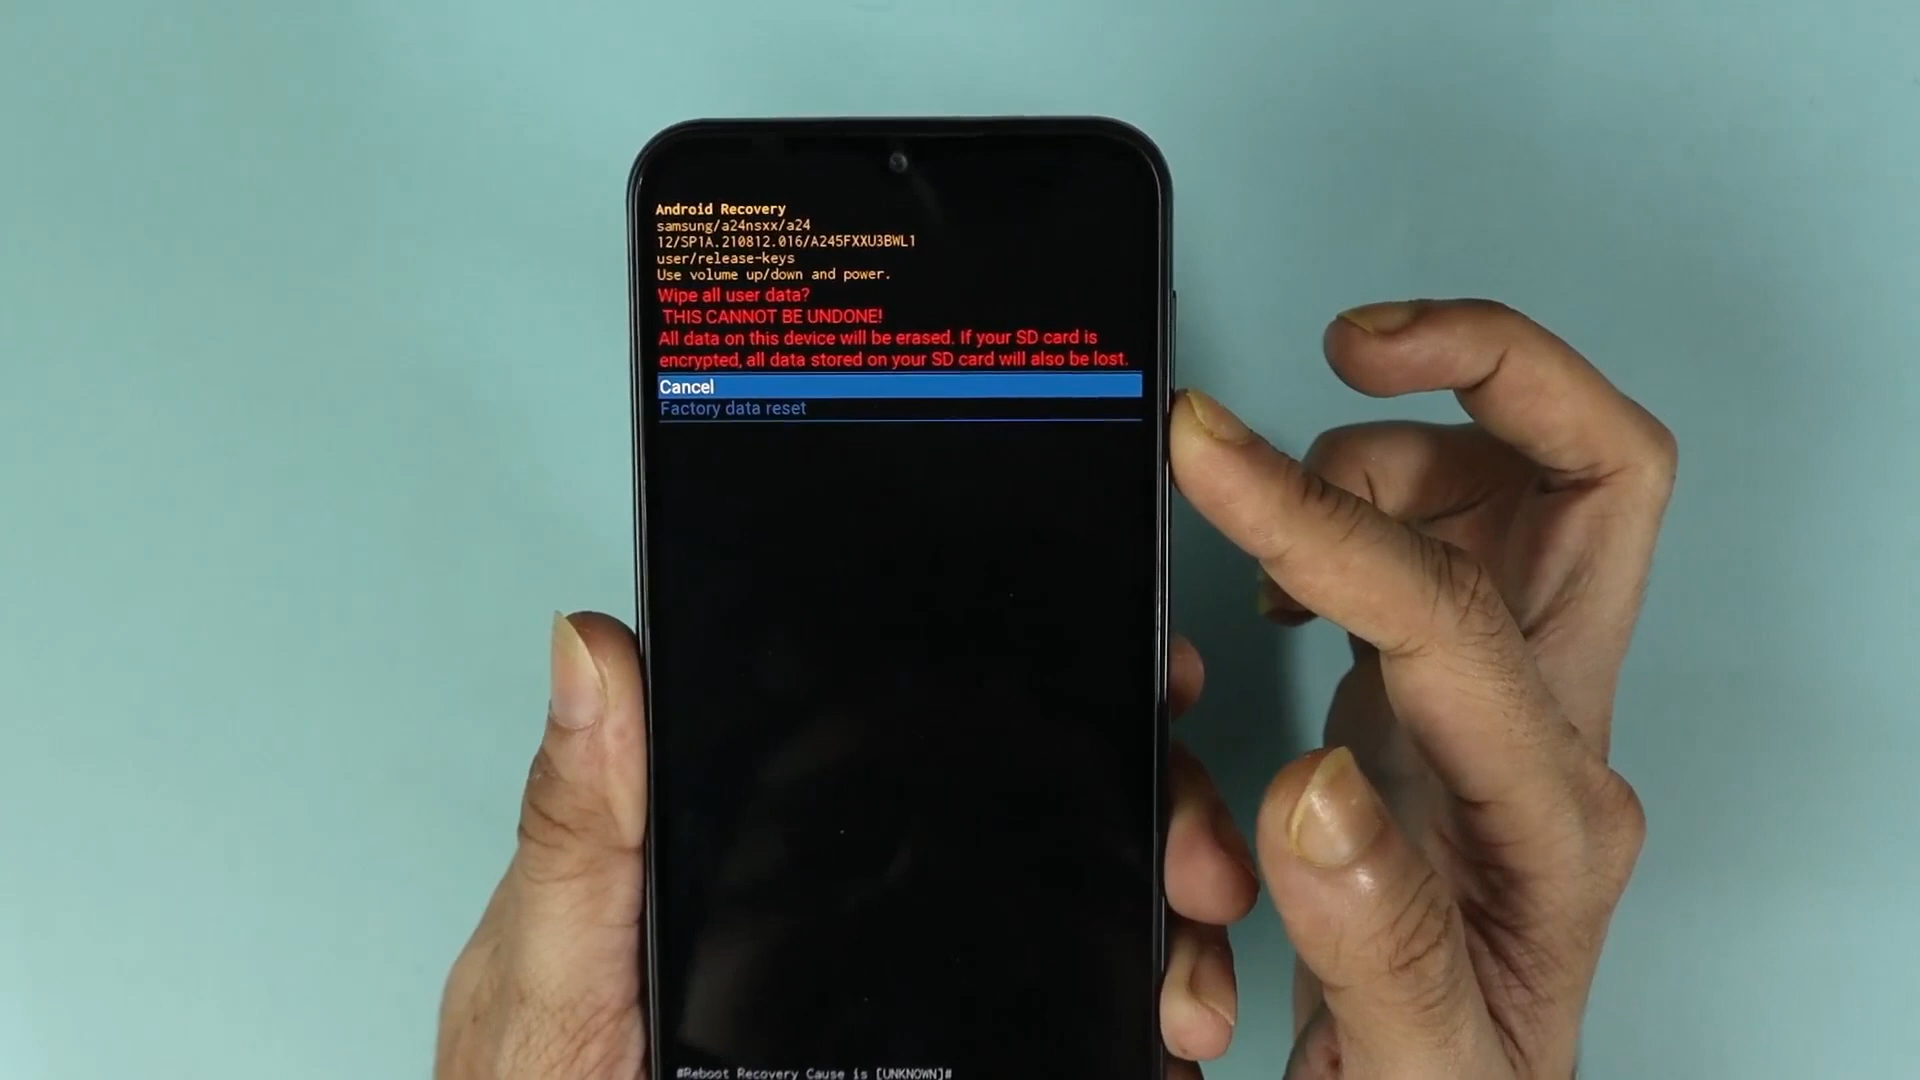 Android Recovery
samsung/a24nsxx/a24
12/SP1A.210812.016/A245FXXU3BWL1
user/release-keys
Use volume up/down and power.
Wipe all user data?
THIS CANNOT BE UNDONE!
All data on this device will be erased. If your SD card is
encrypted, all data stored on your SD card will also be lost.
Cancel
Factory data reset
#Reboot Recovery Cause is [UNKNOWN]#